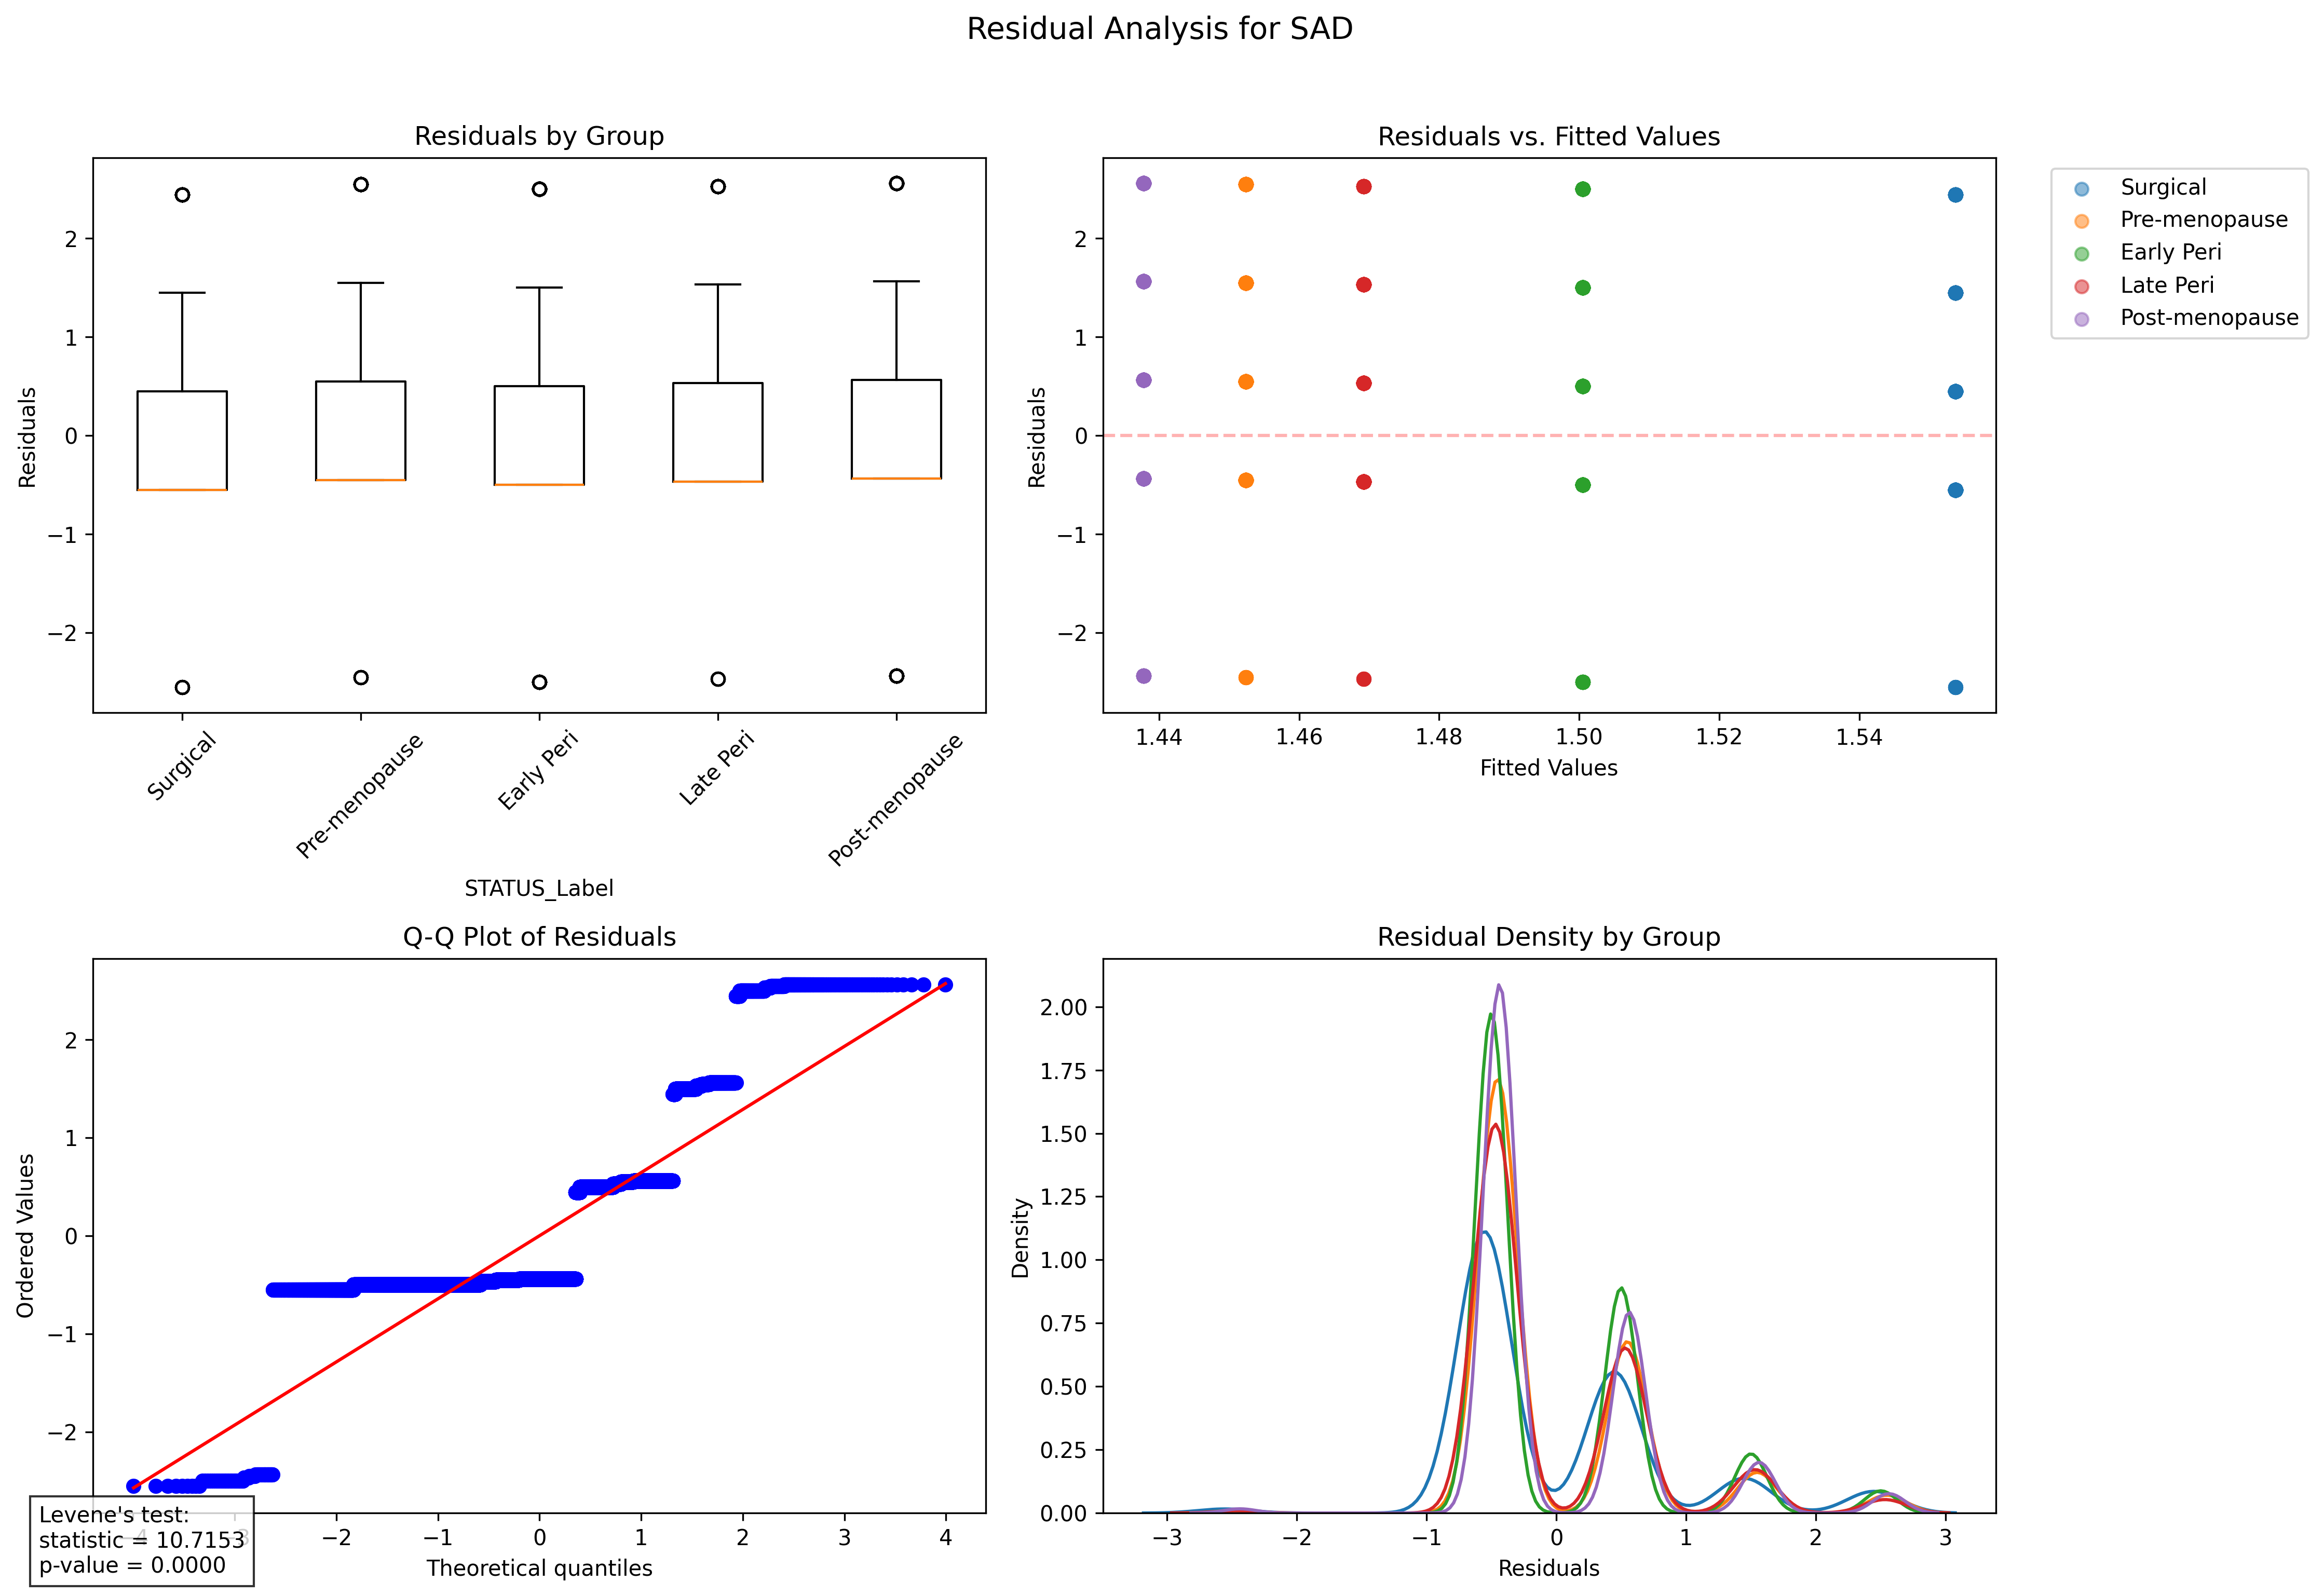 Residual Analysis for SAD
Residuals by Group
2
1
0
−1
−2
Residuals
Surgical
Pre-menopause
Early Peri
Late Peri
Post-menopause
STATUS_Label
Residuals vs. Fitted Values
2
1
0
−1
−2
Residuals
1.44
1.46
1.48
1.50
1.52
1.54
Fitted Values
Surgical
Pre-menopause
Early Peri
Late Peri
Post-menopause
Q-Q Plot of Residuals
2
1
0
−1
−2
Ordered Values
−4
−3
−2
−1
0
1
2
3
4
Theoretical quantiles
Levene's test:
statistic = 10.7153
p-value = 0.0000
Residual Density by Group
2.00
1.75
1.50
1.25
1.00
0.75
0.50
0.25
0.00
Density
−3
−2
−1
0
1
2
3
Residuals